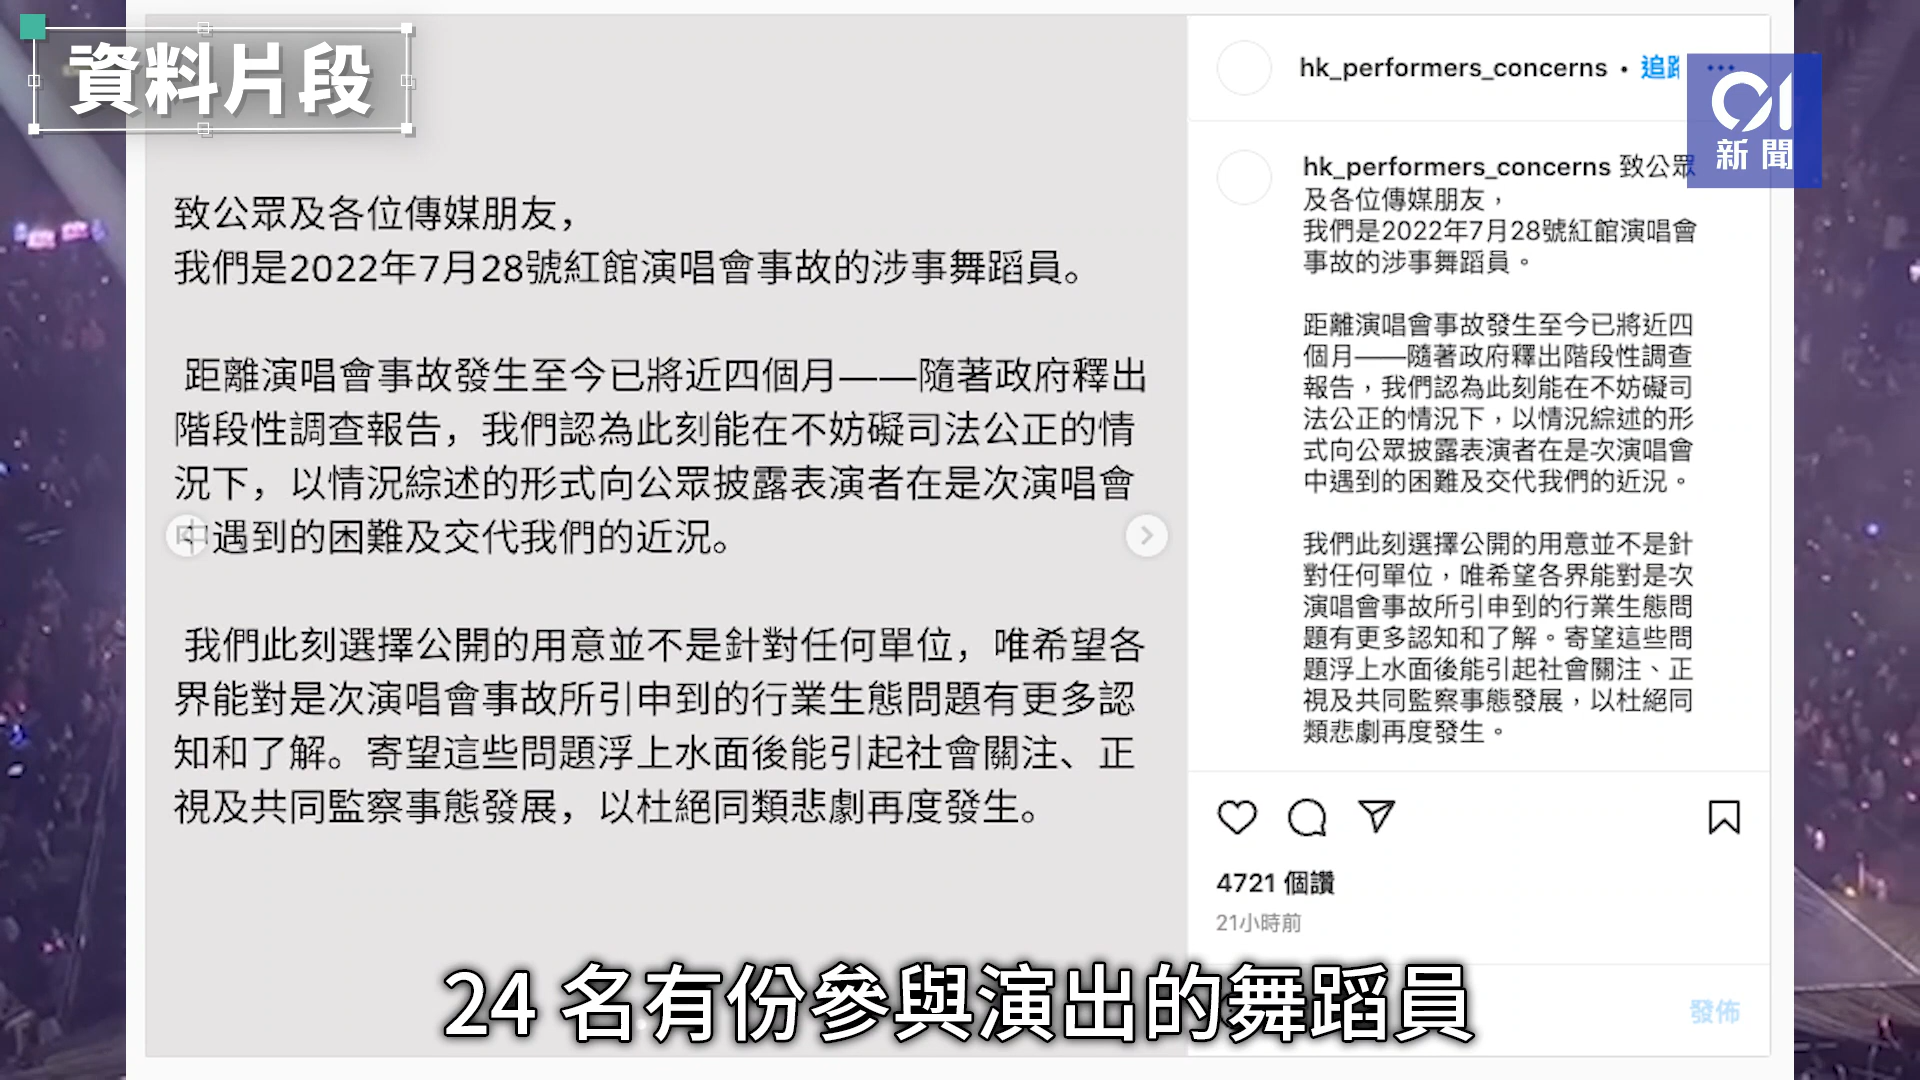 資料片段
致公眾及各位傳媒朋友，
我們是2022年7月28號紅館演唱會事故的涉事舞蹈員。
距離演唱會事故發生至今已將近四個月——隨著政府釋出
階段性調查報告，我們認為此刻能在不妨礙司法公正的情
況下，以情況綜述的形式向公眾披露表演者在是次演唱會
中遇到的困難及交代我們的近況。
我們此刻選擇公開的用意並不是針對任何單位，唯希望各
界能對是次演唱會事故所引申到的行業生態問題有更多認
知和了解。寄望這些問題浮上水面後能引起社會關注、正
視及共同監察事態發展，以杜絕同類悲劇再度發生。
hk_performers_concerns • 追蹤
01
新聞
hk_performers_concerns 致公眾
及各位傳媒朋友，
我們是2022年7月28號紅館演唱會
事故的涉事舞蹈員。
距離演唱會事故發生至今已將近四
個月——隨著政府釋出階段性調查
報告，我們認為此刻能在不妨礙司
法公正的情況下，以情況綜述的形
式向公眾披露表演者在是次演唱會
中遇到的困難及交代我們的近況。
我們此刻選擇公開的用意並不是針
對任何單位，唯希望各界能對是次
演唱會事故所引申到的行業生態問
題有更多認知和了解。寄望這些問
題浮上水面後能引起社會關注、正
視及共同監察事態發展，以杜絕同
類悲劇再度發生。
4721 個讚
21小時前
發佈
24 名有份參與演出的舞蹈員